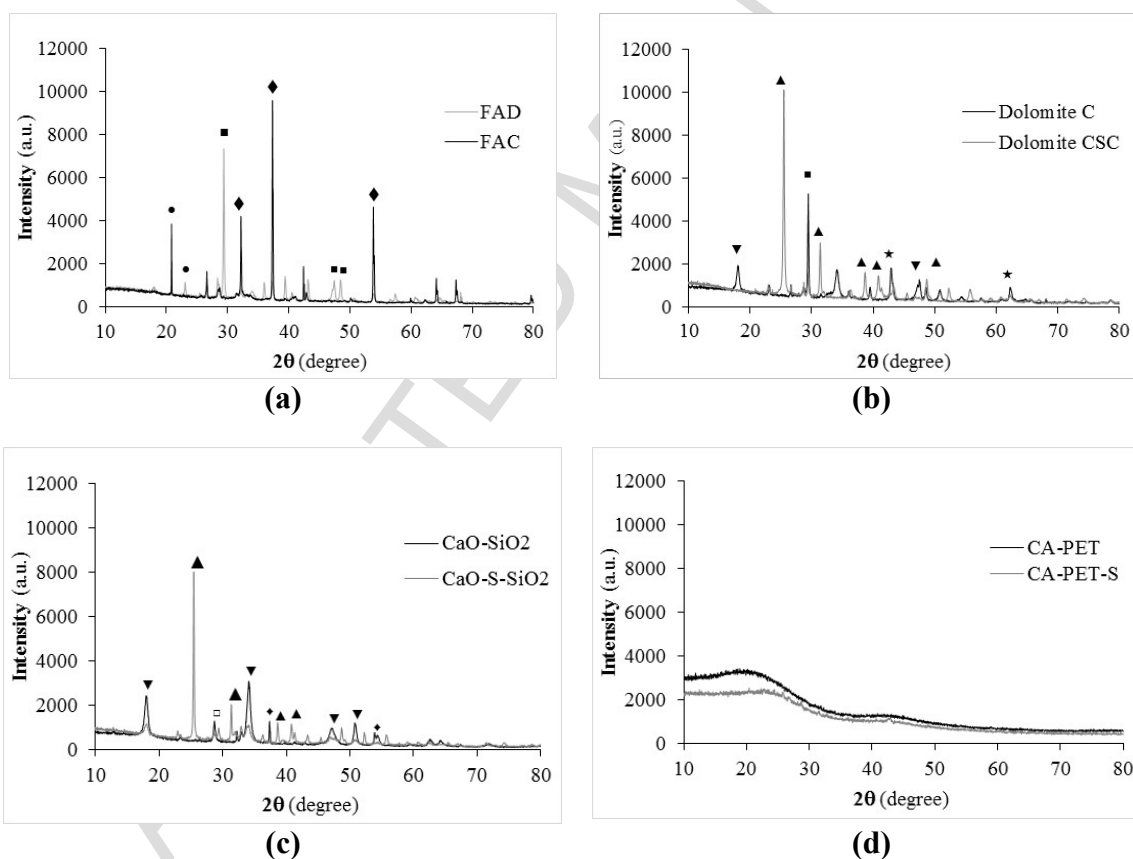 12000
10000
8000
6000
4000
2000
0
Intensity (a.u.)
FAD
FAC
10 20 30 40 50 60 70 80
2θ (degree)
(a)
12000
10000
8000
6000
4000
2000
0
Intensity (a.u.)
Dolomite C
Dolomite CSC
10 20 30 40 50 60 70 80
2θ (degree)
(b)
12000
10000
8000
6000
4000
2000
0
Intensity (a.u.)
CaO-SiO2
CaO-S-SiO2
10 20 30 40 50 60 70 80
2θ (degree)
(c)
12000
10000
8000
6000
4000
2000
0
Intensity (a.u.)
CA-PET
CA-PET-S
10 20 30 40 50 60 70 80
2θ (degree)
(d)